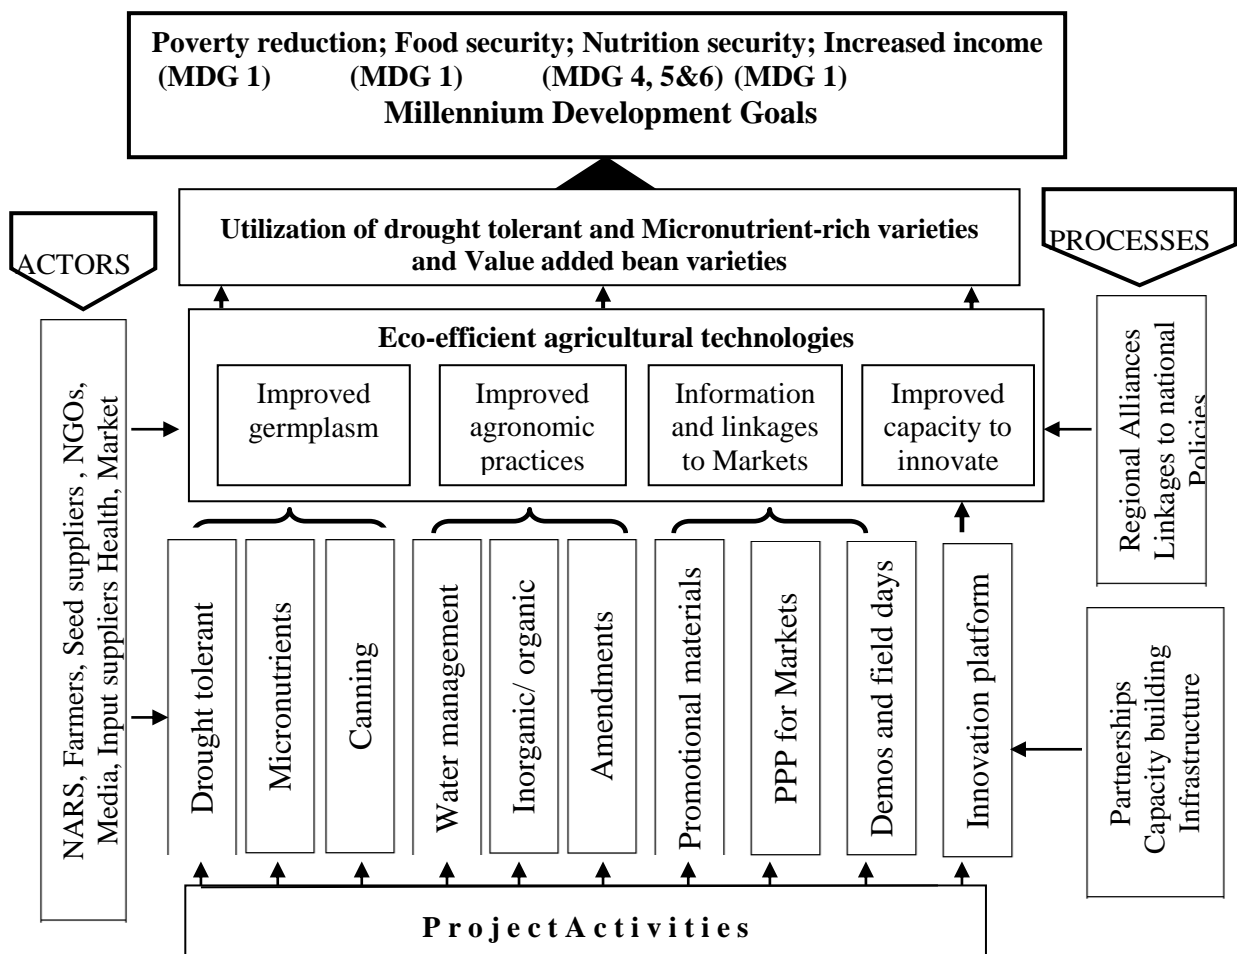 Poverty reduction; Food security; Nutrition security; Increased income
(MDG 1) (MDG 1) (MDG 4, 5&6) (MDG 1)
Millennium Development Goals
Utilization of drought tolerant and Micronutrient-rich varieties
and Value added bean varieties
ACTORS
PROCESSES
Eco-efficient agricultural technologies
Improved
germplasm
Improved
agronomic
practices
Information
and linkages
to Markets
Improved
capacity to
innovate
NARS, Farmers, Seed suppliers , NGOs,
Media, Input suppliers Health, Market
Regional Alliances
Linkages to national
Policies
Drought tolerant
Micronutrients
Canning
Water management
Inorganic/ organic
Amendments
Promotional materials
PPP for Markets
Demos and field days
Innovation platform
Partnerships
Capacity building
Infrastructure
P r o j e c t A c t i v i t i e s